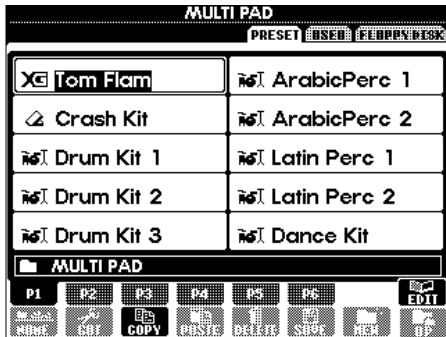 MULTI PAD
PRESET USER FLOPPY DISK
XG Tom Flam
ArabicPerc 1
Crash Kit
ArabicPerc 2
Drum Kit 1
Latin Perc 1
Drum Kit 2
Latin Perc 2
Drum Kit 3
Dance Kit
MULTI PAD
P1 P2 P3 P4 P5 P6 EDIT
NAME CUT COPY PASTE DELETE SAVE NEW UP